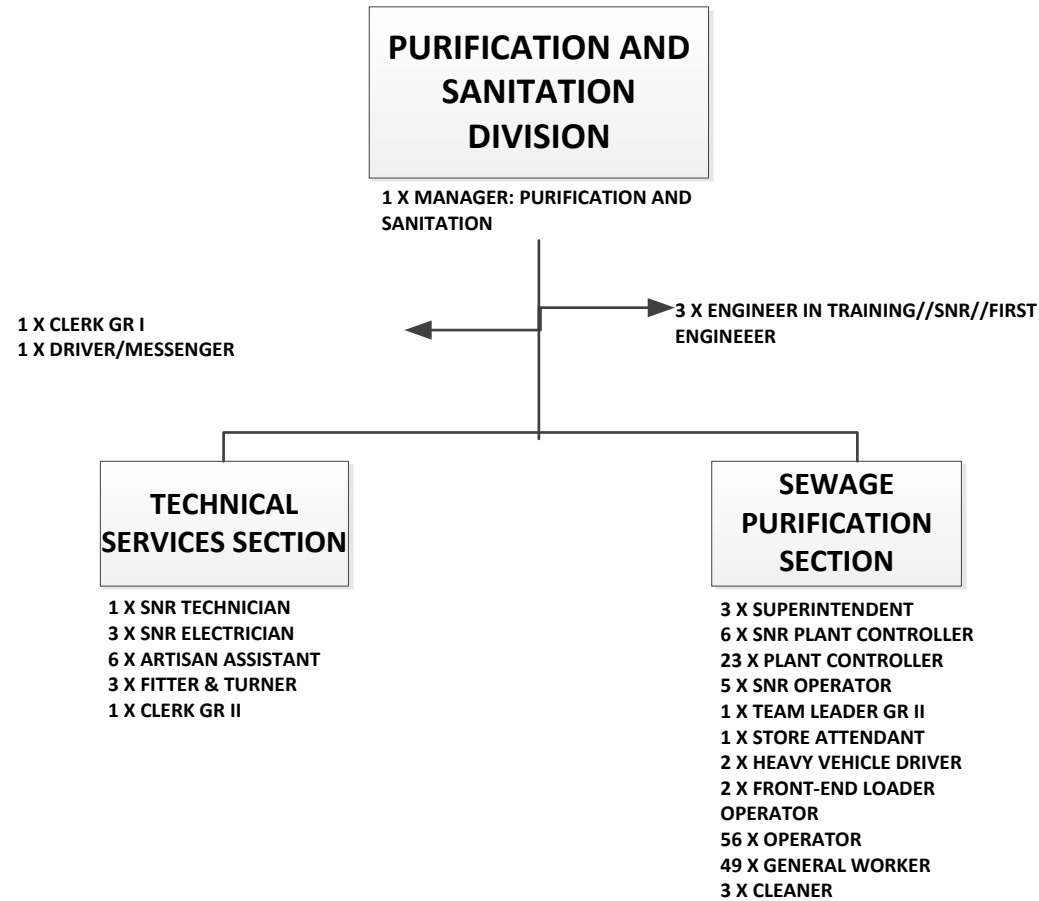 PURIFICATION AND
SANITATION
DIVISION
1 X MANAGER: PURIFICATION AND
SANITATION
1 X CLERK GR I
1 X DRIVER/MESSENGER
3 X ENGINEER IN TRAINING//SNR//FIRST
ENGINEEER
TECHNICAL
SERVICES SECTION
1 X SNR TECHNICIAN
3 X SNR ELECTRICIAN
6 X ARTISAN ASSISTANT
3 X FITTER & TURNER
1 X CLERK GR II
SEWAGE
PURIFICATION
SECTION
3 X SUPERINTENDENT
6 X SNR PLANT CONTROLLER
23 X PLANT CONTROLLER
5 X SNR OPERATOR
1 X TEAM LEADER GR II
1 X STORE ATTENDANT
2 X HEAVY VEHICLE DRIVER
2 X FRONT-END LOADER
OPERATOR
56 X OPERATOR
49 X GENERAL WORKER
3 X CLEANER